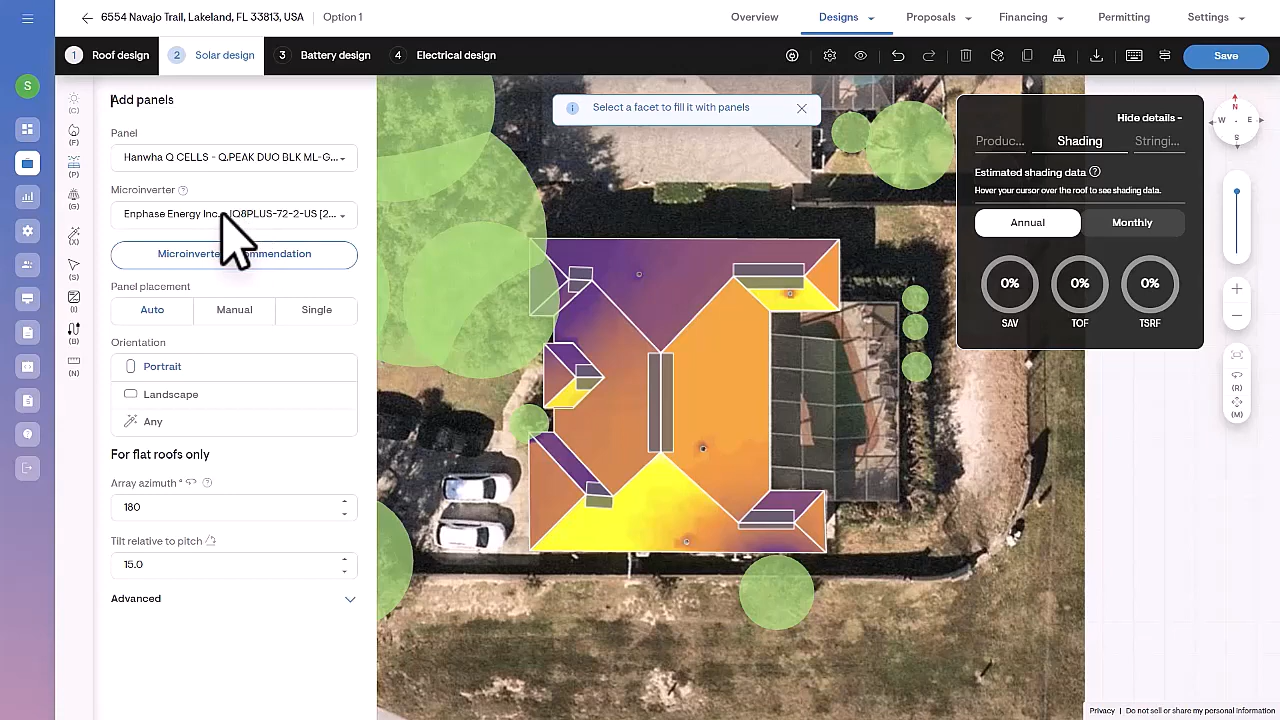 6554 Navajo Trail, Lakeland, FL 33813, USA
Option 1
Overview
Designs
Proposals
Financing
Permitting
Settings
1 Roof design
2 Solar design
3 Battery design
4 Electrical design
Save
S
Add panels
Panel
Hanwha Q CELLS - Q.PEAK DUO BLK ML-G...
Microinverter
Energy Inc. - IQ8PLUS-72-2-US [2...
Panel placement
Auto
Manual
Single
Orientation
Portrait
Landscape
Any
For flat roofs only
Array azimuth
180
Tilt relative to pitch
15.0
Advanced
(C)
(F)
(P)
(G)
(X)
(S)
(E)
(U)
(N)
Select a facet to fill it with panels
Hide details -
Produc...
Shading
Stringi...
Estimated shading data
Hover your cursor over the roof to see shading data.
Annual
Monthly
0%
0%
0%
SAV
TOF
TSRF
N
W
E
S
(R)
(M)
Privacy | Do not sell or share my personal information